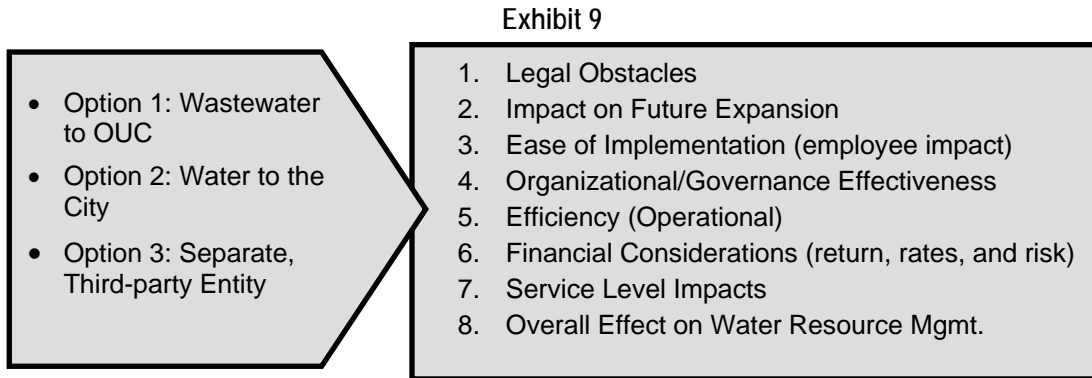 Exhibit 9
• Option 1: Wastewater
to OUC
• Option 2: Water to the
City
• Option 3: Separate,
Third-party Entity
1. Legal Obstacles
2. Impact on Future Expansion
3. Ease of Implementation (employee impact)
4. Organizational/Governance Effectiveness
5. Efficiency (Operational)
6. Financial Considerations (return, rates, and risk)
7. Service Level Impacts
8. Overall Effect on Water Resource Mgmt.